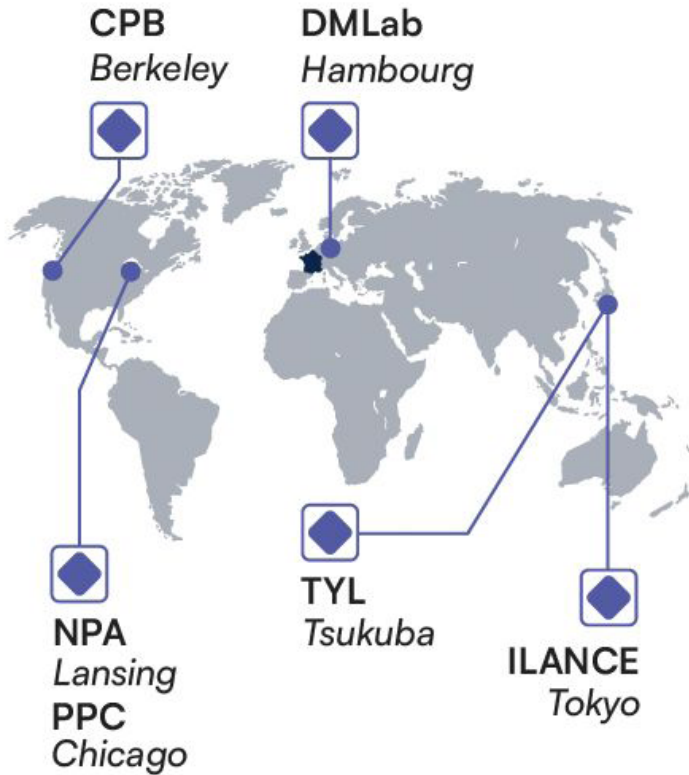 CPB
Berkeley
DMLab
Hambourg
NPA
Lansing
PPC
Chicago
TYL
Tsukuba
ILANCE
Tokyo